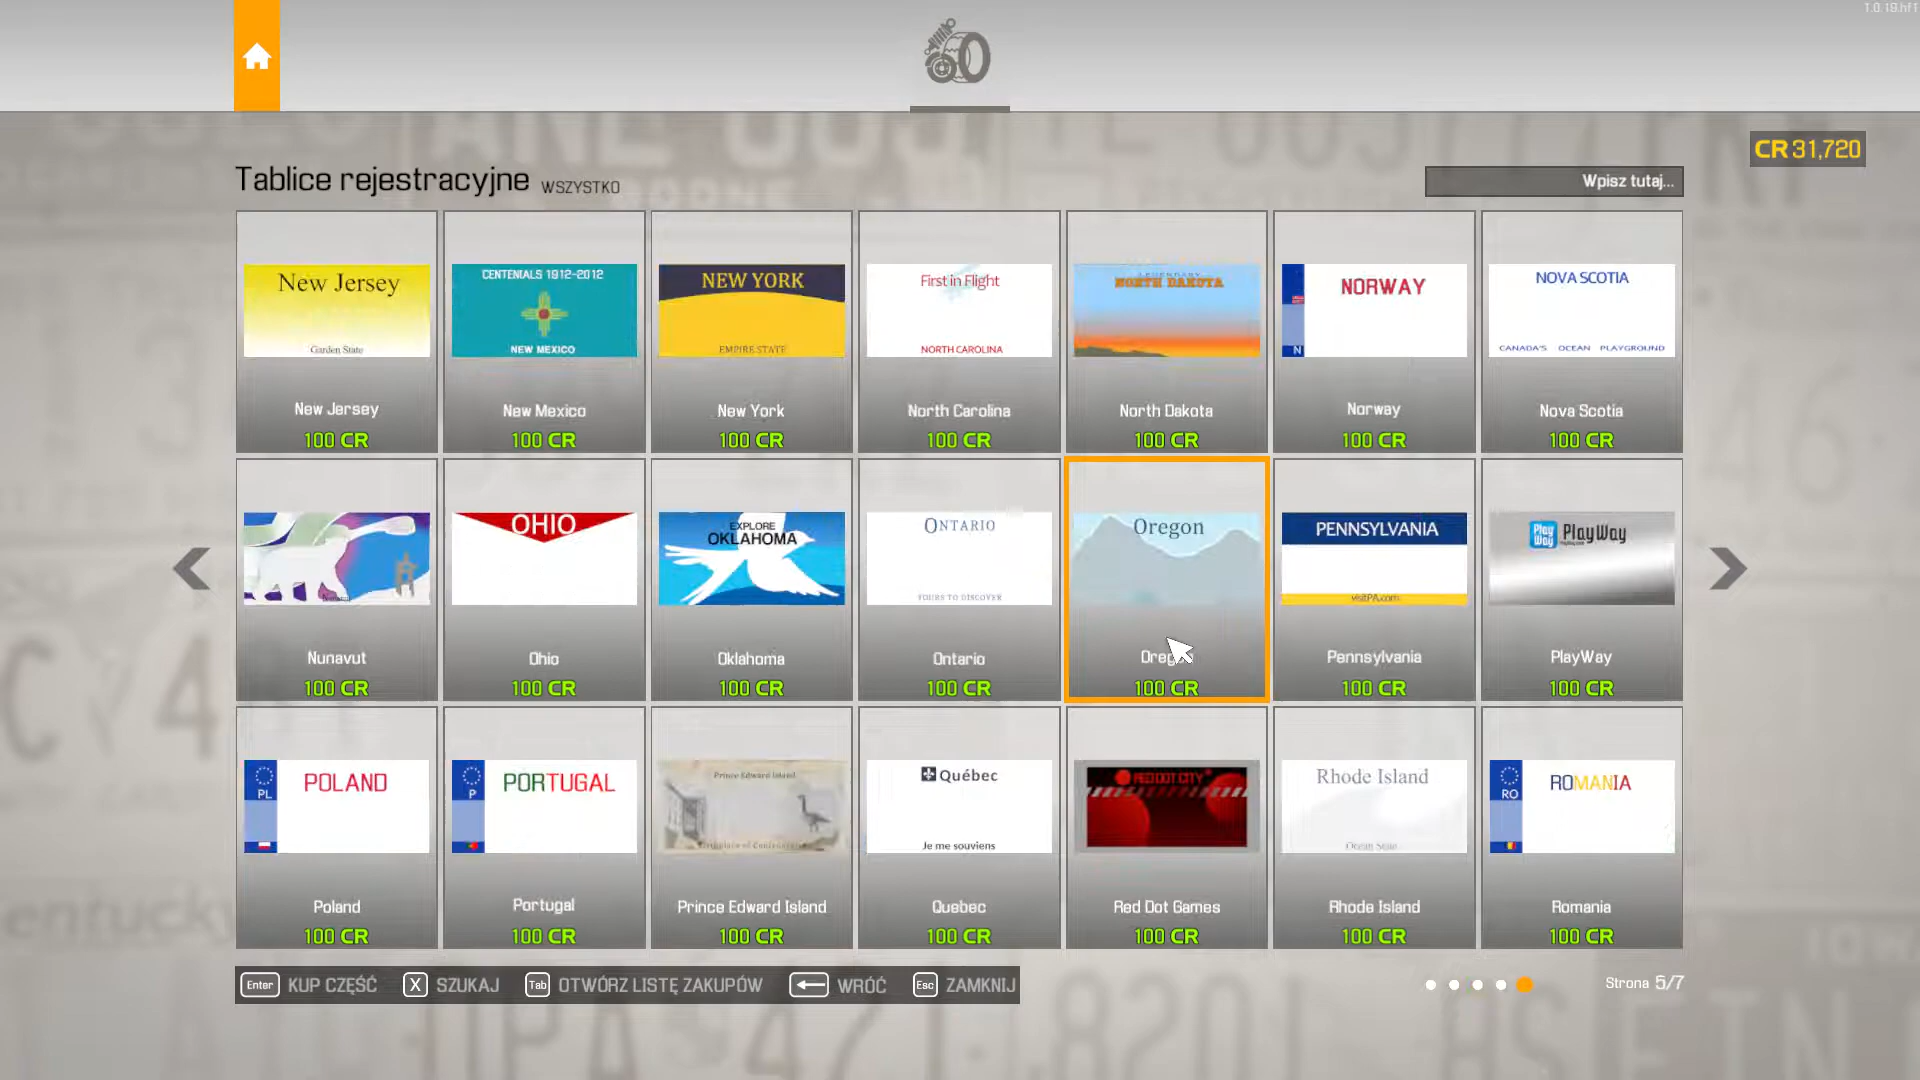 1.0.19.hf1
CR 31,720
Tablice rejestracyjne WSZYSTKO
Wpisz tutaj...
New Jersey
Garden State
New Jersey
100 CR
CENTENIALS 1912-2012
NEW MEXICO
New Mexico
100 CR
NEW YORK
EMPIRE STATE
New York
100 CR
First in Flight
NORTH CAROLINA
North Carolina
100 CR
LEGENDARY
NORTH DAKOTA
North Dakota
100 CR
NORWAY
N
Norway
100 CR
NOVA SCOTIA
CANADA'S OCEAN PLAYGROUND
Nova Scotia
100 CR
Nunavut
Nunavut
100 CR
OHIO
Ohio
100 CR
EXPLORE
OKLAHOMA
Oklahoma
100 CR
ONTARIO
YOURS TO DISCOVER
Ontario
100 CR
Oregon
100 CR
PENNSYLVANIA
visitPA.com
Pennsylvania
100 CR
Play
Way
PlayWay
PlayWay
100 CR
POLAND
PL
Poland
100 CR
PORTUGAL
P
Portugal
100 CR
Prince Edward Island
Birthplace of Confederation
Prince Edward Island
100 CR
Québec
Je me souviens
Quebec
100 CR
RED DOT CITY
Red Dot Games
100 CR
Rhode Island
Ocean State
Rhode Island
100 CR
ROMANIA
RO
Romania
100 CR
Enter KUP CZĘŚĆ X SZUKAJ Tab OTWÓRZ LISTĘ ZAKUPÓW WRÓĆ Esc ZAMKNIJ
Strona 5/7